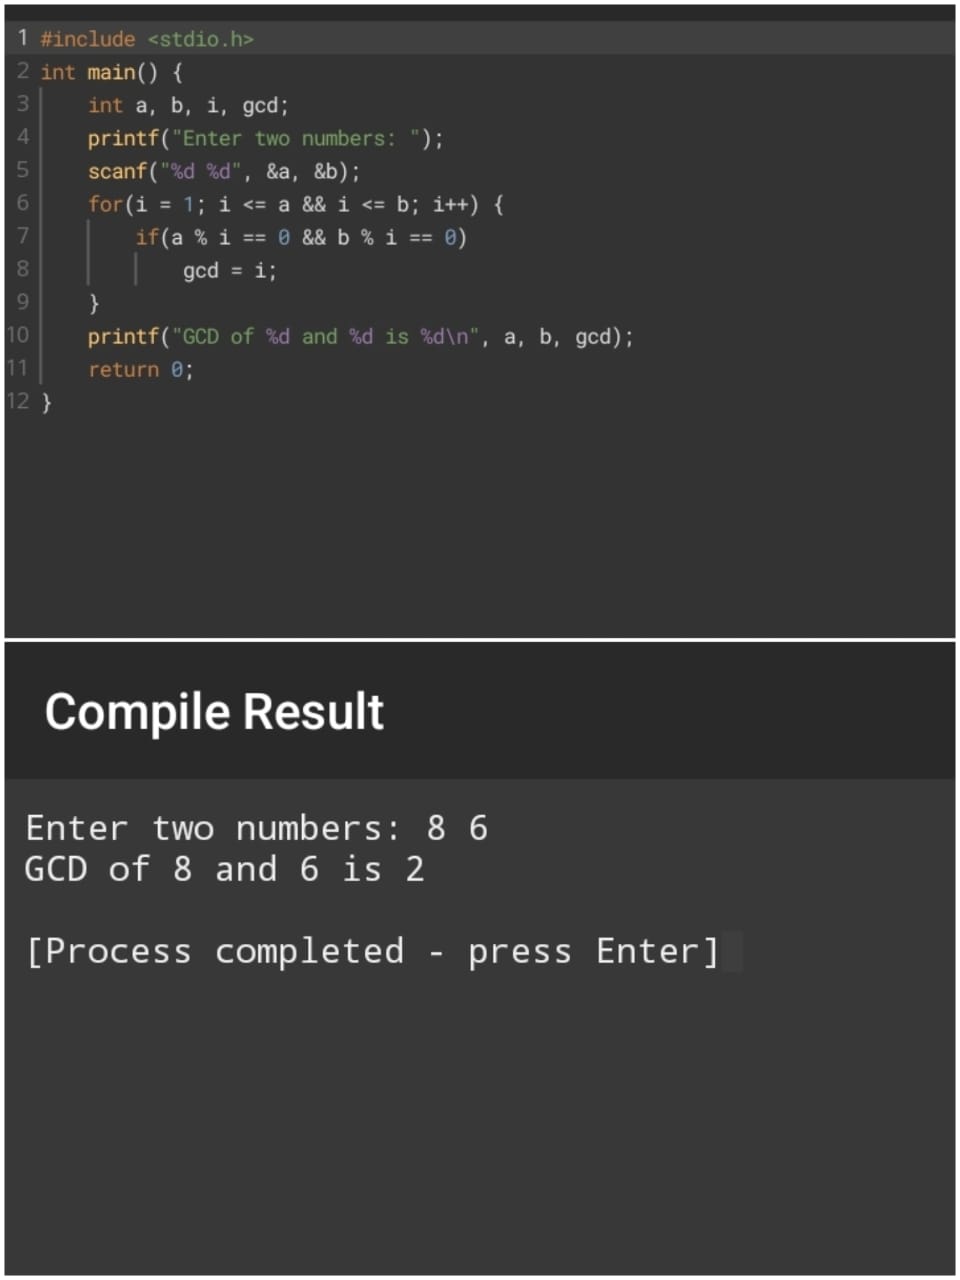 1 #include <stdio.h>
2 int main() {
3     int a, b, i, gcd;
4     printf("Enter two numbers: ");
5     scanf("%d %d", &a, &b);
6     for(i = 1; i <= a && i <= b; i++) {
7         if(a % i == 0 && b % i == 0)
8             gcd = i;
9     }
10     printf("GCD of %d and %d is %d\n", a, b, gcd);
11     return 0;
12 }
Compile Result
Enter two numbers: 8 6
GCD of 8 and 6 is 2
[Process completed - press Enter]